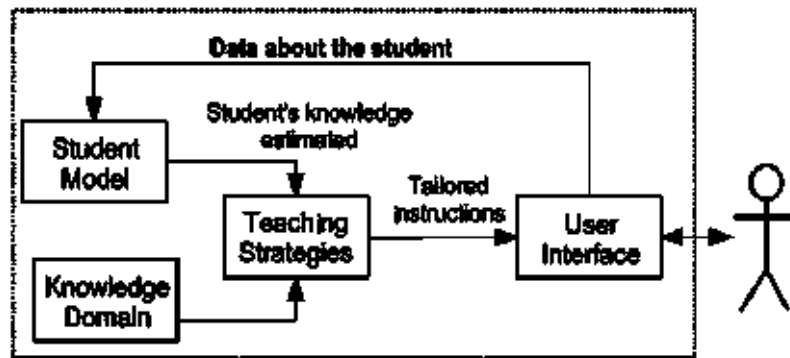 Data about the student
Student's knowledge
estimated
Student
Model
Tailored
instructions
Teaching
Strategies
User
Interface
Knowledge
Domain